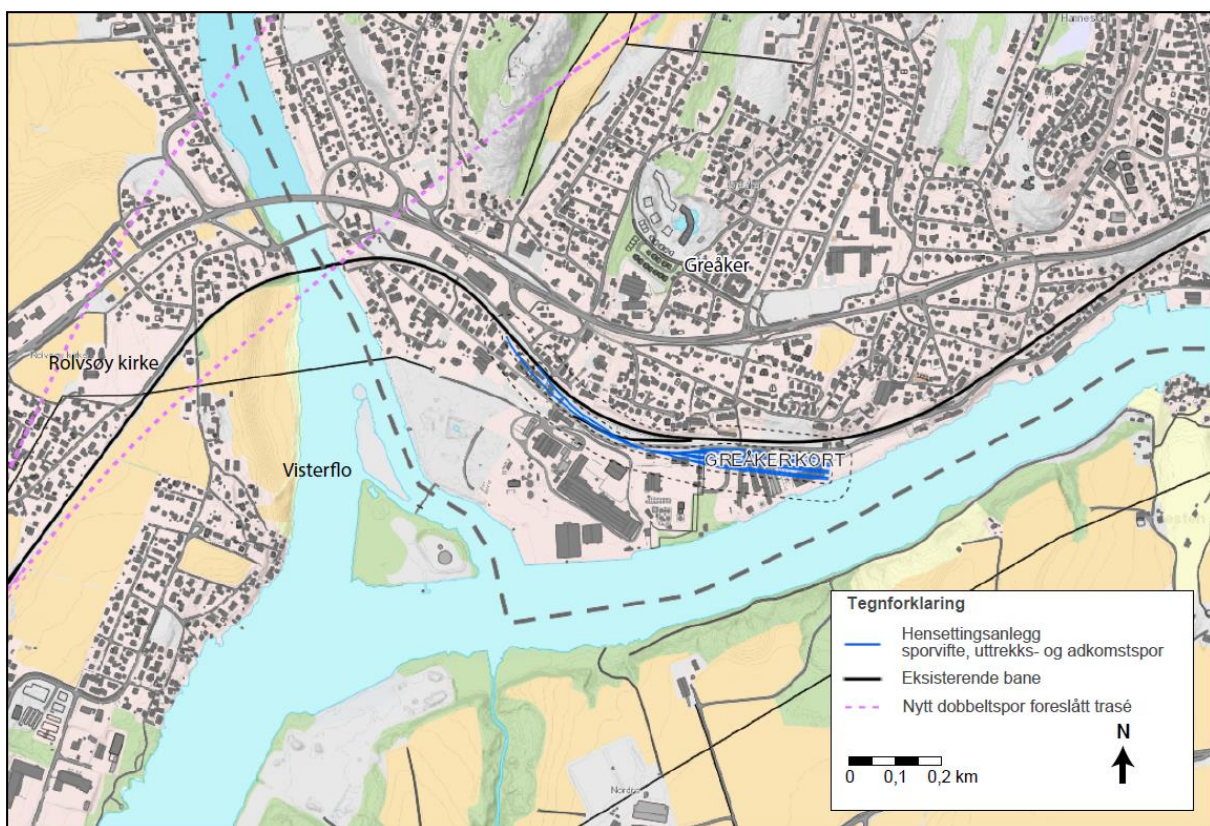 Greåker
Rolvsøy kirke
GREÅKER KORT
Visterflo
Tegnforklaring
Hensettingsanlegg
sporvifte, uttrekks- og adkomstspor
Eksisterende bane
Nytt dobbeltspor foreslått trasé
N
0 0,1 0,2 km